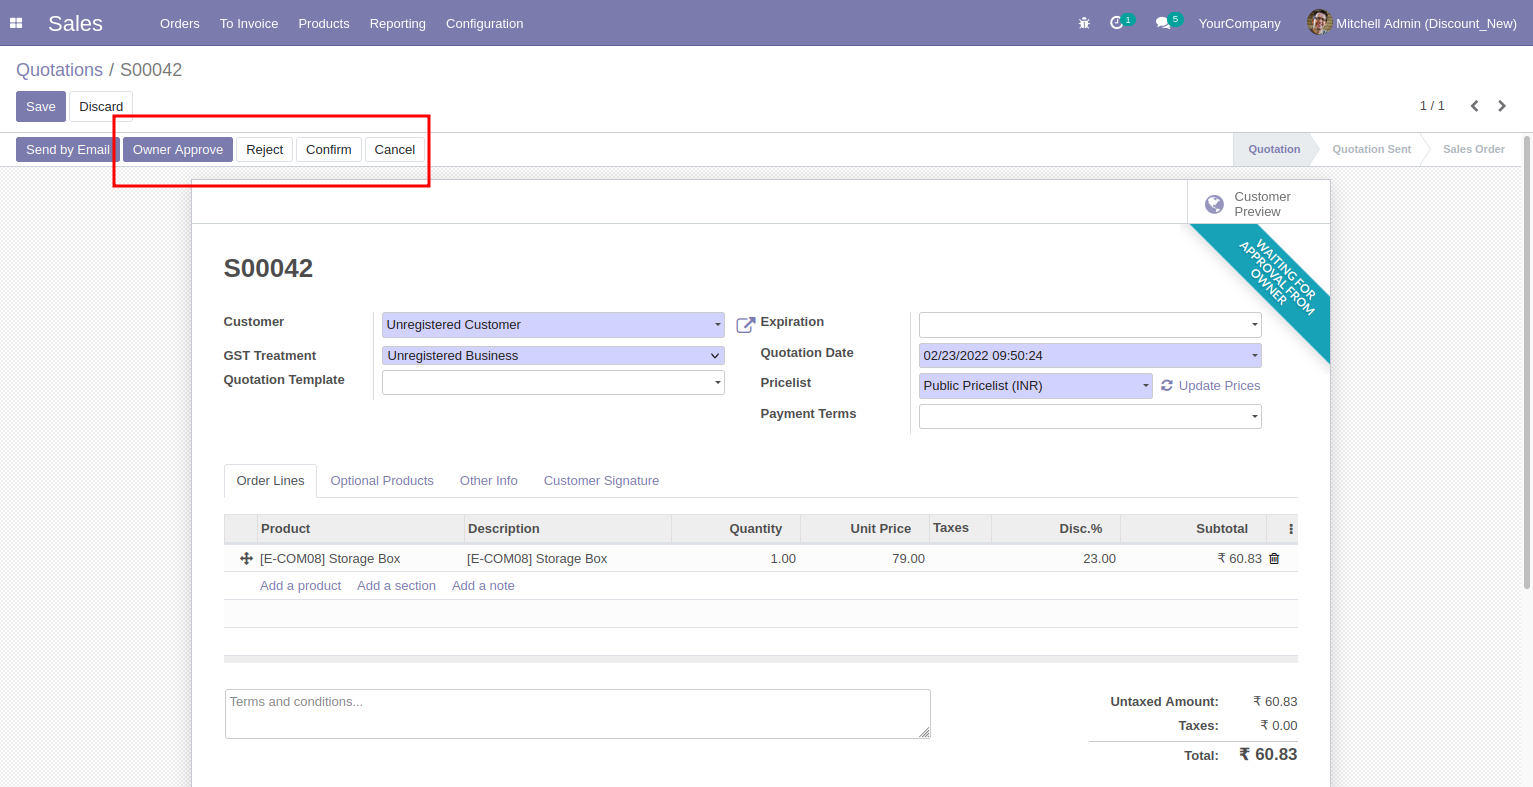 Sales Orders To Invoice Products Reporting Configuration 1 5 YourCompany Mitchell Admin (Discount_New)
Quotations / S00042
Save Discard 1 / 1
Send by Email Owner Approve Reject Confirm Cancel Quotation Quotation Sent Sales Order
Customer
Preview
WAITING FOR
APPROVAL FROM
OWNER
S00042
Customer Unregistered Customer Expiration
GST Treatment Unregistered Business Quotation Date 02/23/2022 09:50:24
Quotation Template Pricelist Public Pricelist (INR) Update Prices
Payment Terms
Order Lines Optional Products Other Info Customer Signature
Product Description Quantity Unit Price Taxes Disc.% Subtotal
[E-COM08] Storage Box [E-COM08] Storage Box 1.00 79.00 23.00 ₹ 60.83
Add a product Add a section Add a note
Terms and conditions... Untaxed Amount: ₹ 60.83
Taxes: ₹ 0.00
Total: ₹ 60.83